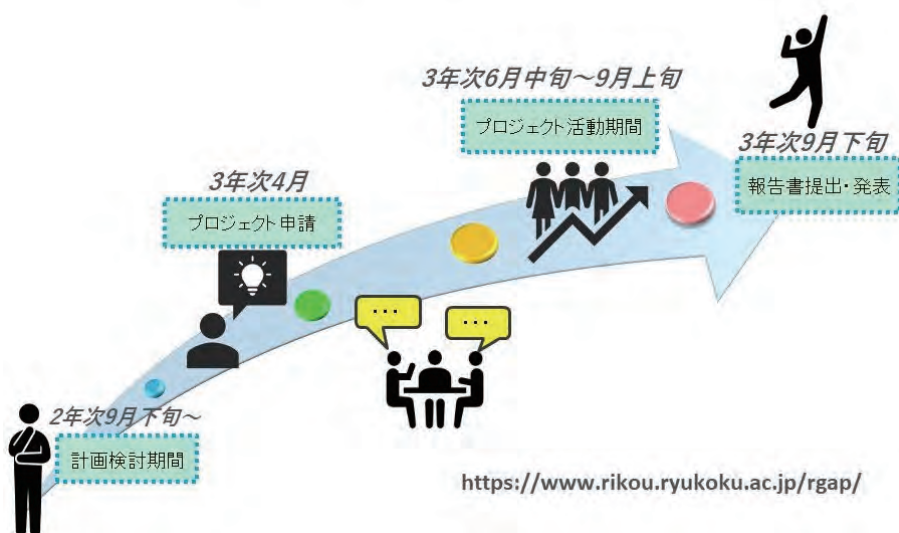 3年次6月中旬～9月上旬
プロジェクト活動期間
3年次9月下旬
報告書提出・発表
3年次4月
プロジェクト申請
...
...
2年次9月下旬～
計画検討期間
https://www.rikou.ryukoku.ac.jp/rgap/